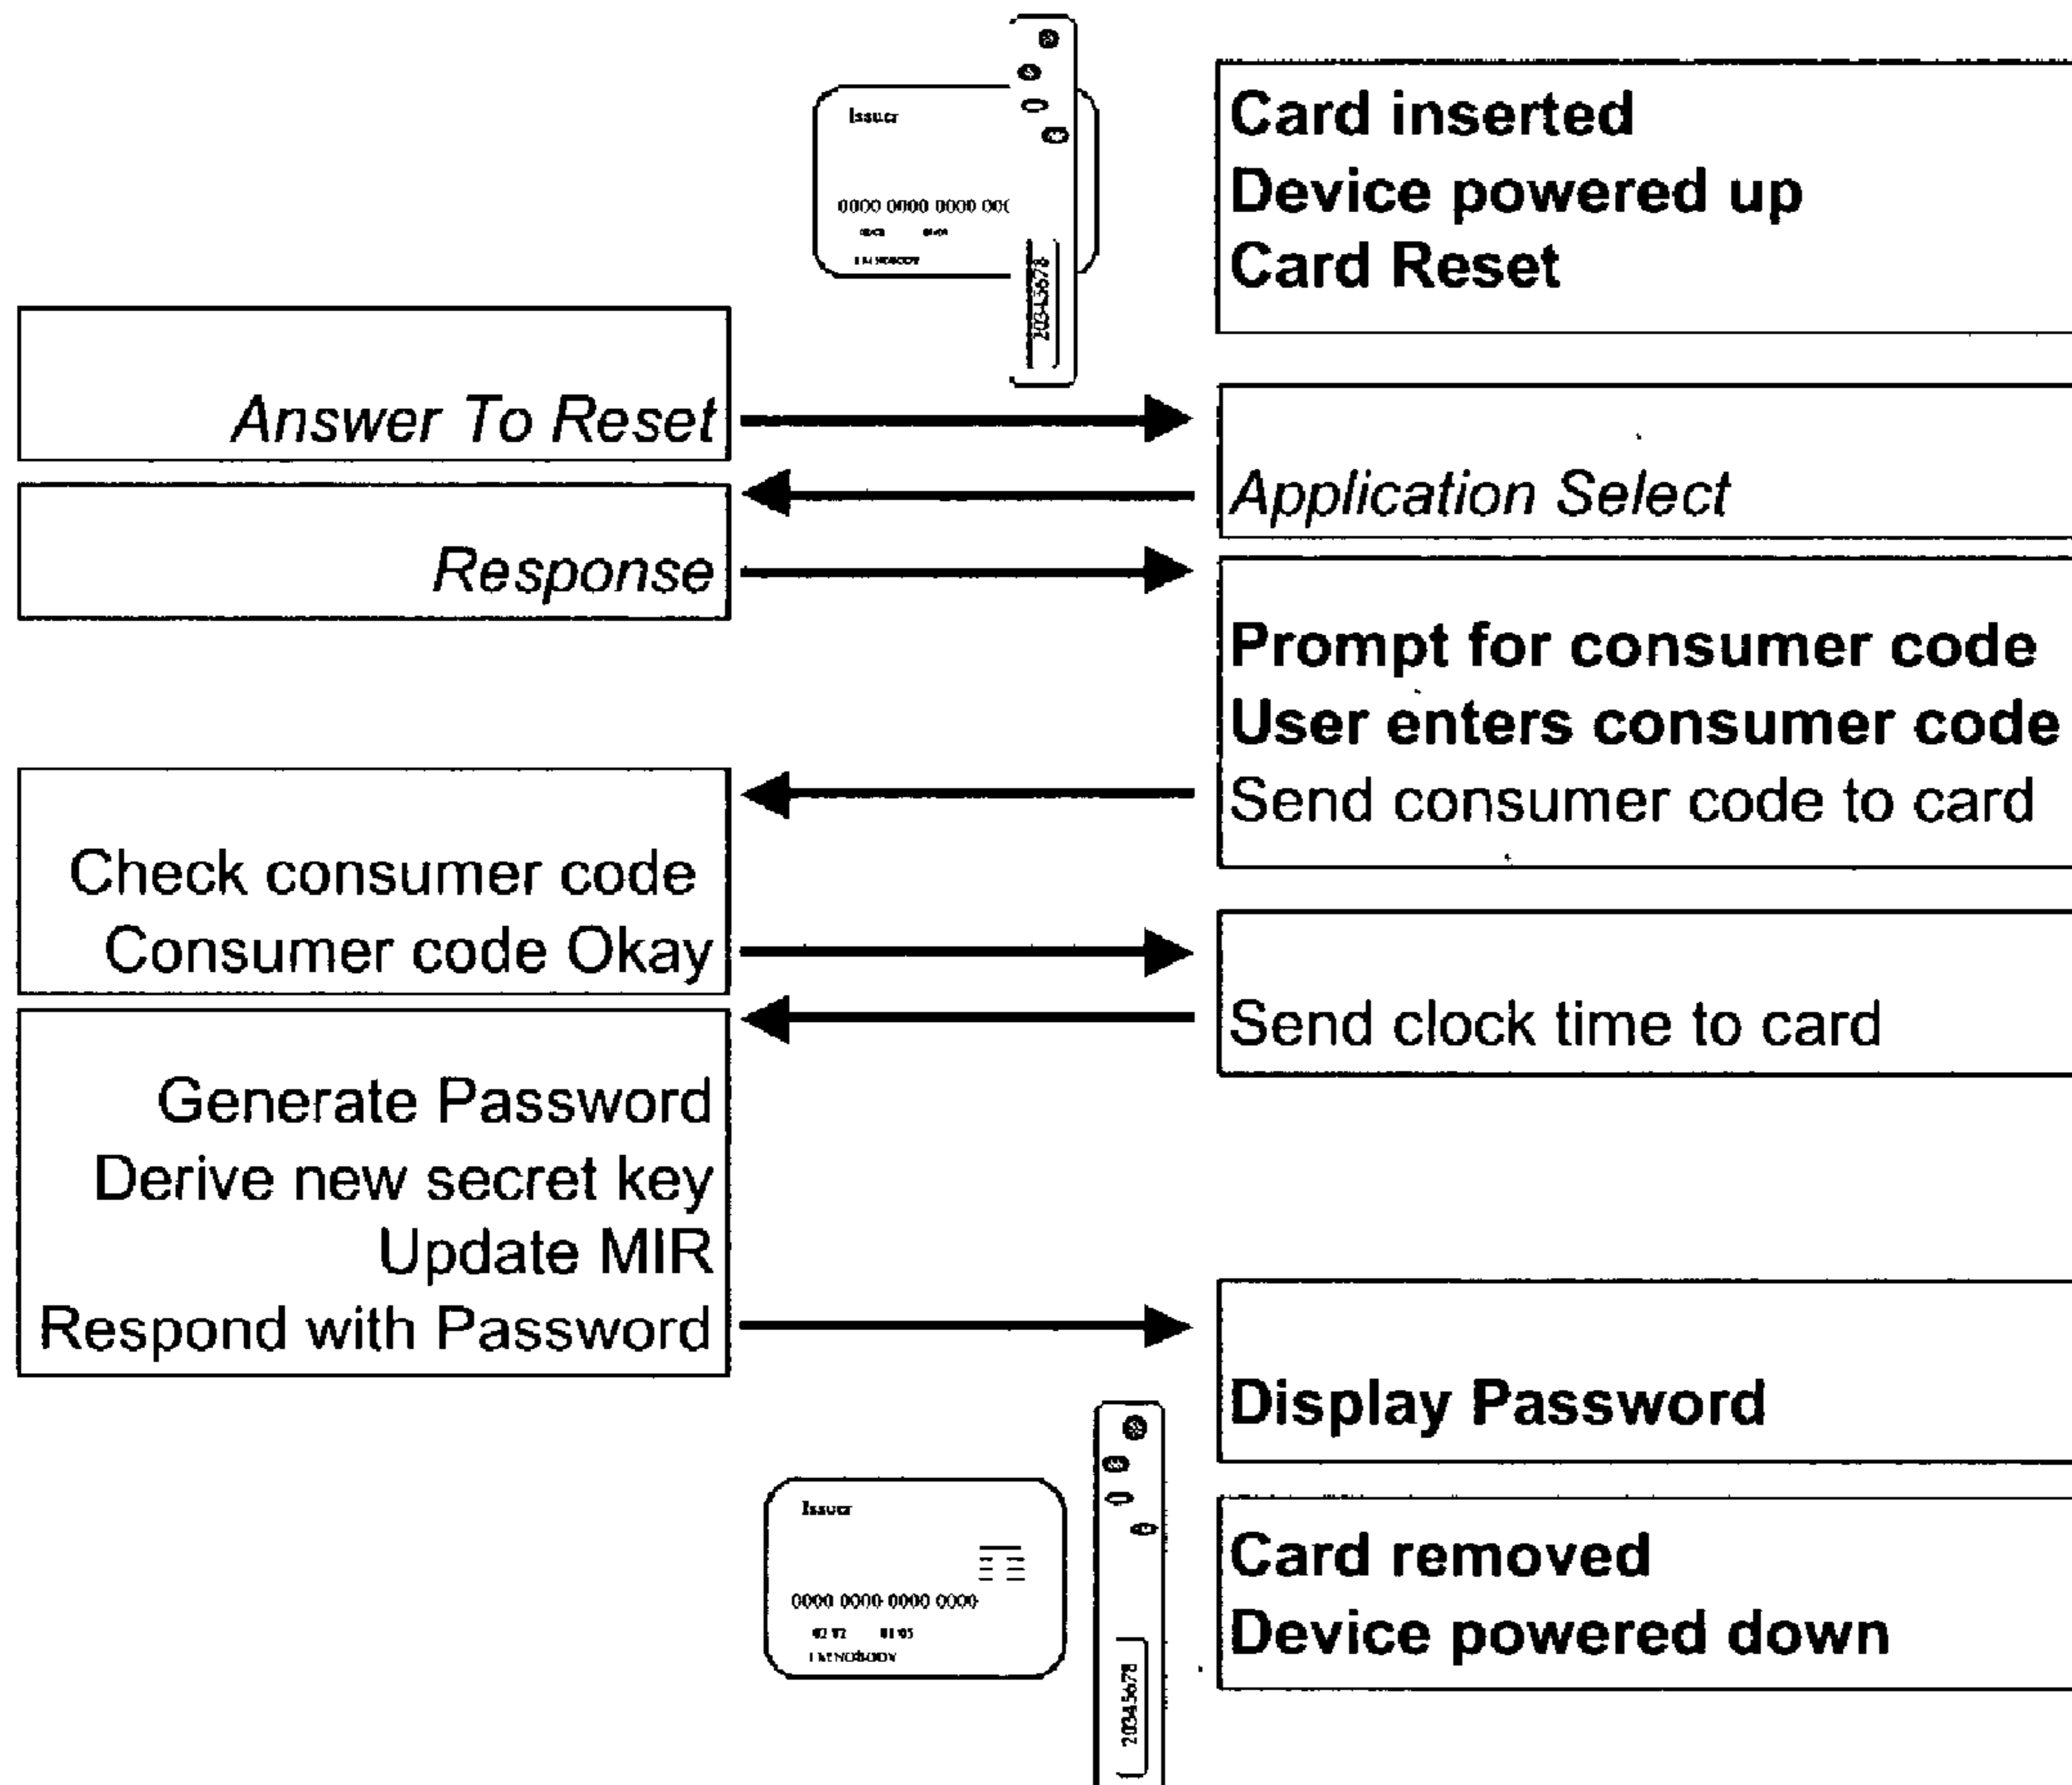 Issuer
Card inserted
Device powered up
Card Reset
0000 0000 0000
Answer To Reset
Application Select
Response
Prompt for consumer code
User enters consumer code
Send consumer code to card
Check consumer code
Consumer code Okay
Send clock time to card
Generate Password
Derive new secret key
Update MIR
Respond with Password
Display Password
Issuer
0000 0000 0000 0000
Card removed
Device powered down
20345678